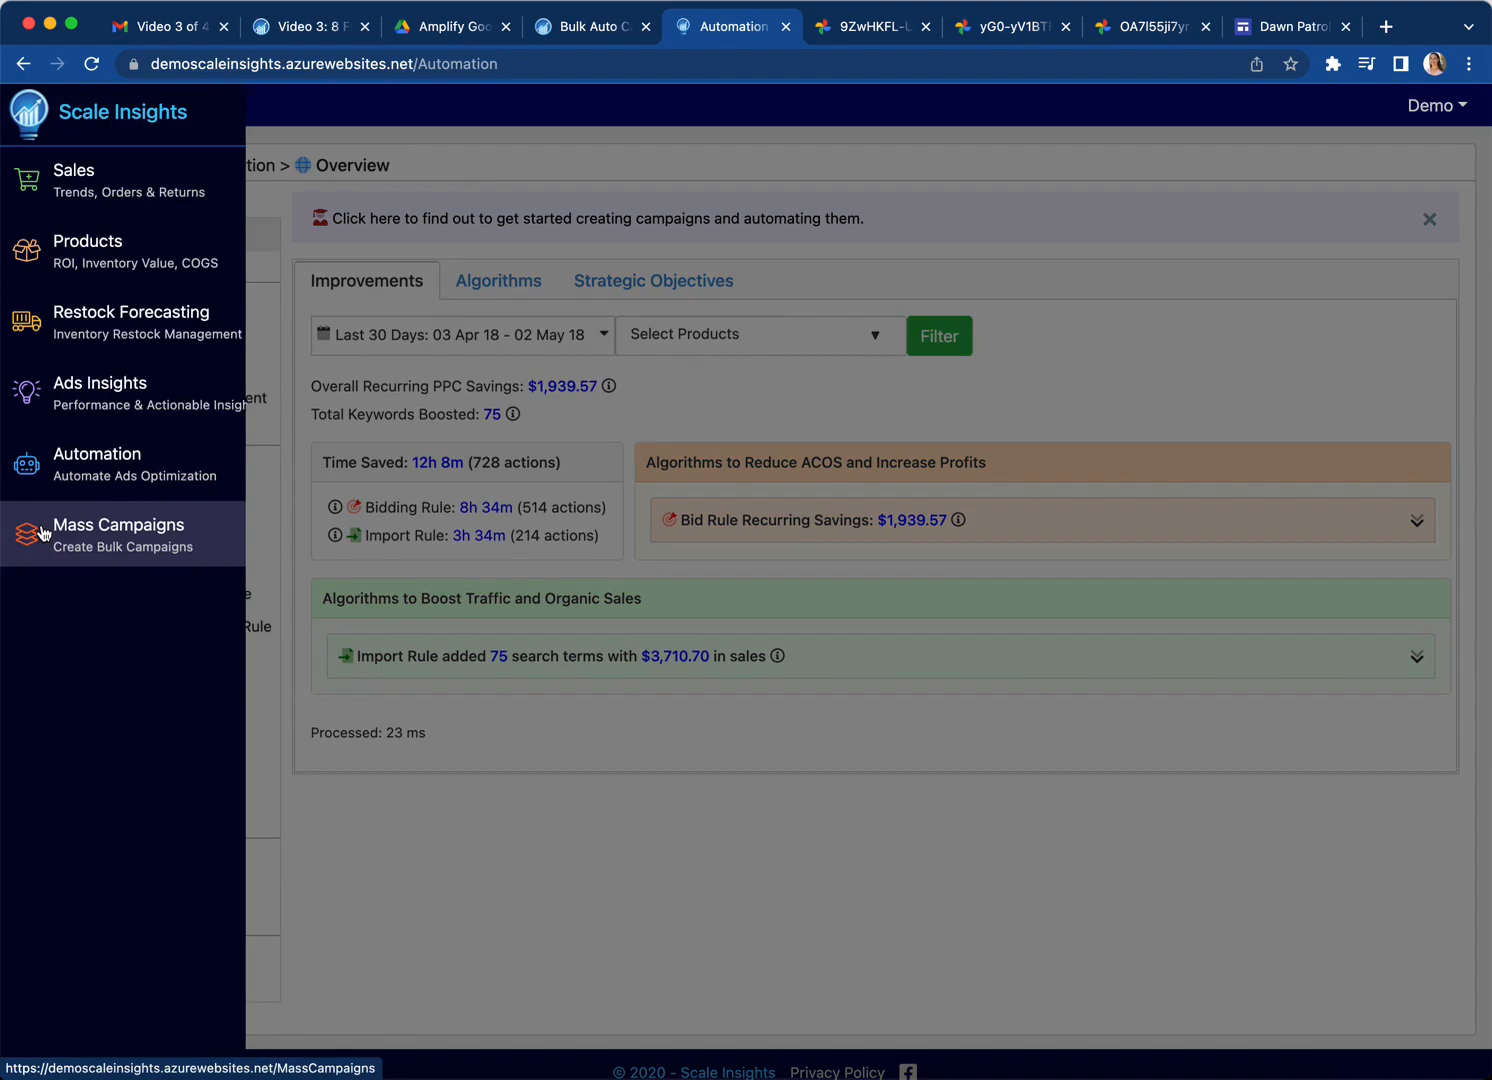 Video 3 of 4
Video 3: 8 F
Amplify Goo
Bulk Auto C
Automation
9ZwHKFL-U
yG0-yV1BT
OA7l55ji7yr
Dawn Patrol
demoscaleinsights.azurewebsites.net/Automation
Scale Insights
Demo
Sales
Trends, Orders & Returns
Products
ROI, Inventory Value, COGS
Restock Forecasting
Inventory Restock Management
Ads Insights
Performance & Actionable Insigh
Automation
Automate Ads Optimization
Mass Campaigns
Create Bulk Campaigns
tion > Overview
ent
e
Rule
Click here to find out to get started creating campaigns and automating them.
Improvements
Algorithms
Strategic Objectives
Last 30 Days: 03 Apr 18 - 02 May 18
Select Products
Filter
Overall Recurring PPC Savings: $1,939.57
Total Keywords Boosted: 75
Time Saved: 12h 8m (728 actions)
Bidding Rule: 8h 34m (514 actions)
Import Rule: 3h 34m (214 actions)
Algorithms to Reduce ACOS and Increase Profits
Bid Rule Recurring Savings: $1,939.57
Algorithms to Boost Traffic and Organic Sales
Import Rule added 75 search terms with $3,710.70 in sales
Processed: 23 ms
https://demoscaleinsights.azurewebsites.net/MassCampaigns
© 2020 - Scale Insights Privacy Policy